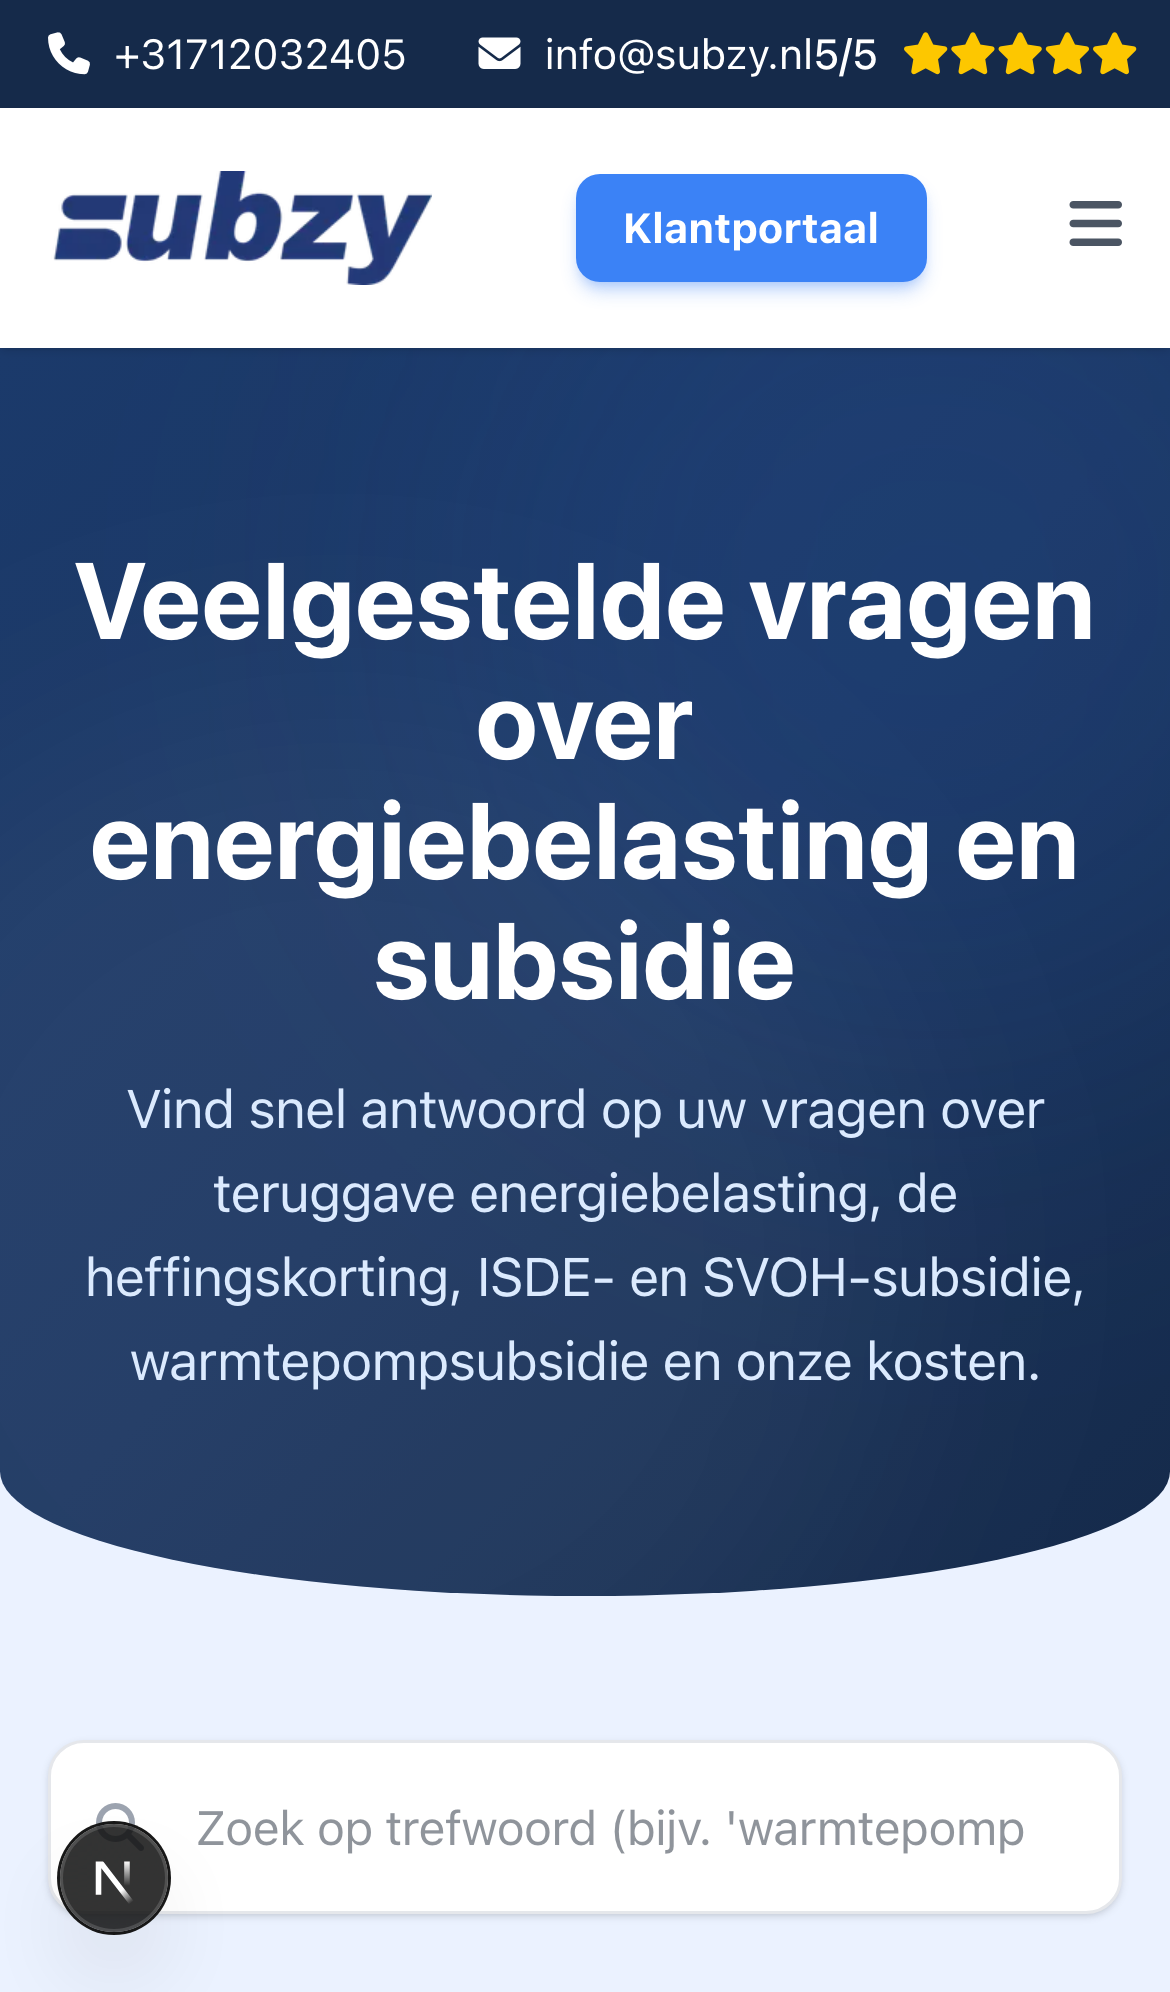 +31712032405 info@subzy.nl5/5
subzy
Klantportaal
Veelgestelde vragen
over
energiebelasting en
subsidie
Vind snel antwoord op uw vragen over
teruggave energiebelasting, de
heffingskorting, ISDE- en SVOH-subsidie,
warmtepompsubsidie en onze kosten.
Zoek op trefwoord (bijv. 'warmtepomp
N